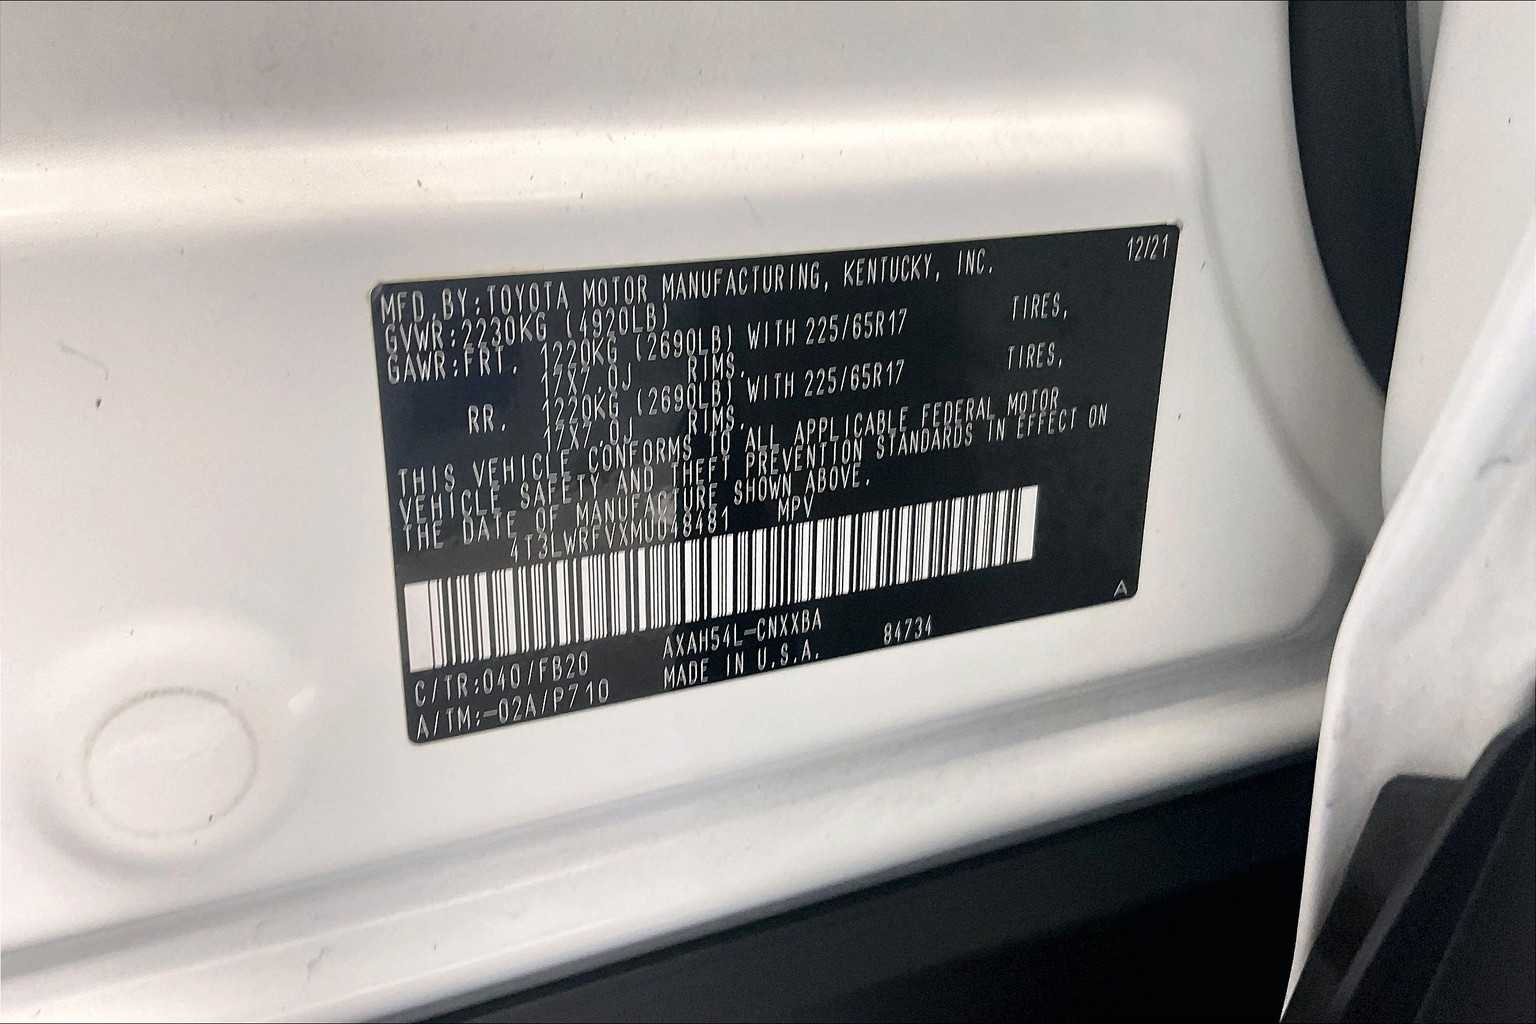 MFD.BY:TOYOTA MOTOR MANUFACTURING, KENTUCKY, INC. 12/21
GVWR:2230KG (4920LB)
GAWR:FRT. 1220KG (2690LB) WITH 225/65R17 TIRES,
17X7.0J RIMS.
RR. 1220KG (2690LB) WITH 225/65R17 TIRES,
17X7.0J RIMS.
THIS VEHICLE CONFORMS TO ALL APPLICABLE FEDERAL MOTOR
VEHICLE SAFETY AND THEFT PREVENTION STANDARDS IN EFFECT ON
THE DATE OF MANUFACTURE SHOWN ABOVE.
4T3LWRFVXMU048481 MPV
A
C/TR:040/FB20 AXAH54L-CNXXBA 84734
A/TM:-02A/P710 MADE IN U.S.A.